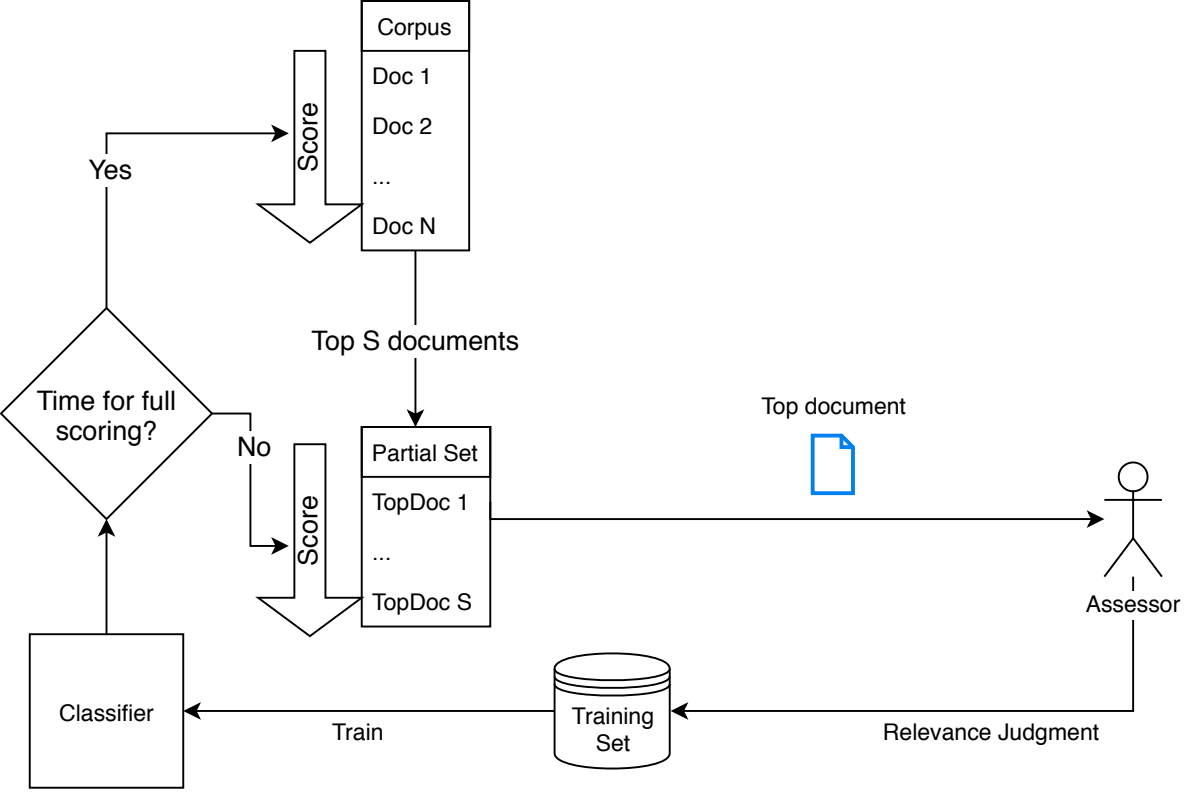 Corpus
Doc 1
Doc 2
...
Doc N
Score
Yes
Top S documents
Time for full
scoring?
No
Score
Partial Set
TopDoc 1
...
TopDoc S
Top document
Assessor
Classifier
Train
Training
Set
Relevance Judgment